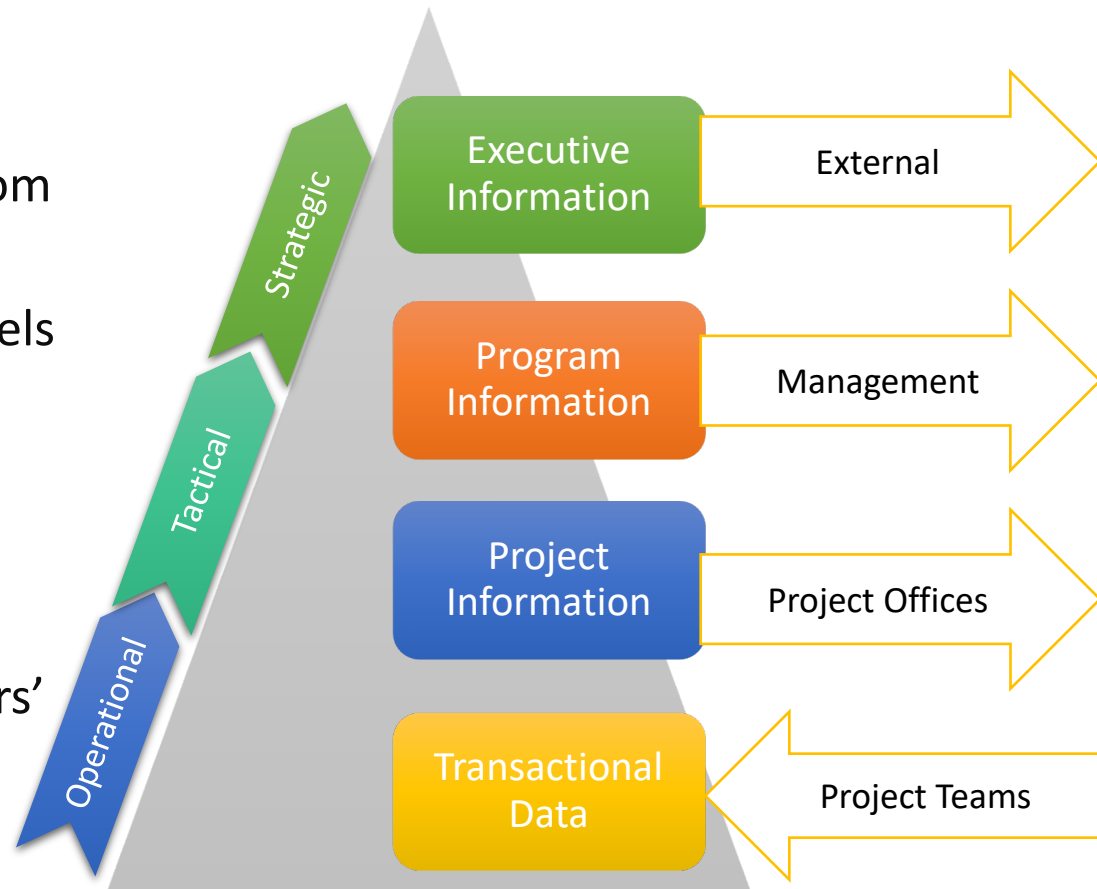 om
els
rs’
Strategic
Tactical
Operational
Executive
Information
External
Program
Information
Management
Project
Information
Project Offices
Transactional
Data
Project Teams